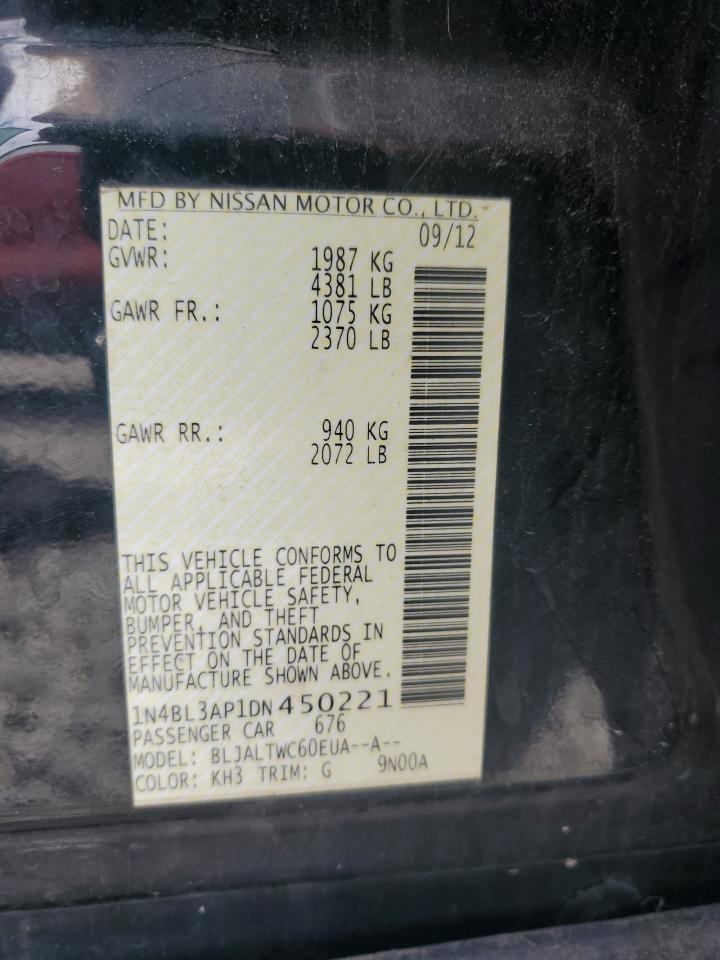 MFD BY NISSAN MOTOR CO., LTD.
DATE: 09/12
GVWR: 1987 KG
4381 LB
GAWR FR.: 1075 KG
2370 LB
GAWR RR.: 940 KG
2072 LB
THIS VEHICLE CONFORMS TO
ALL APPLICABLE FEDERAL
MOTOR VEHICLE SAFETY,
BUMPER, AND THEFT
PREVENTION STANDARDS IN
EFFECT ON THE DATE OF
MANUFACTURE SHOWN ABOVE.
1N4BL3AP1DN450221
PASSENGER CAR 676
MODEL: BLJALTWC60EUA--A--
COLOR: KH3 TRIM: G 9N00A